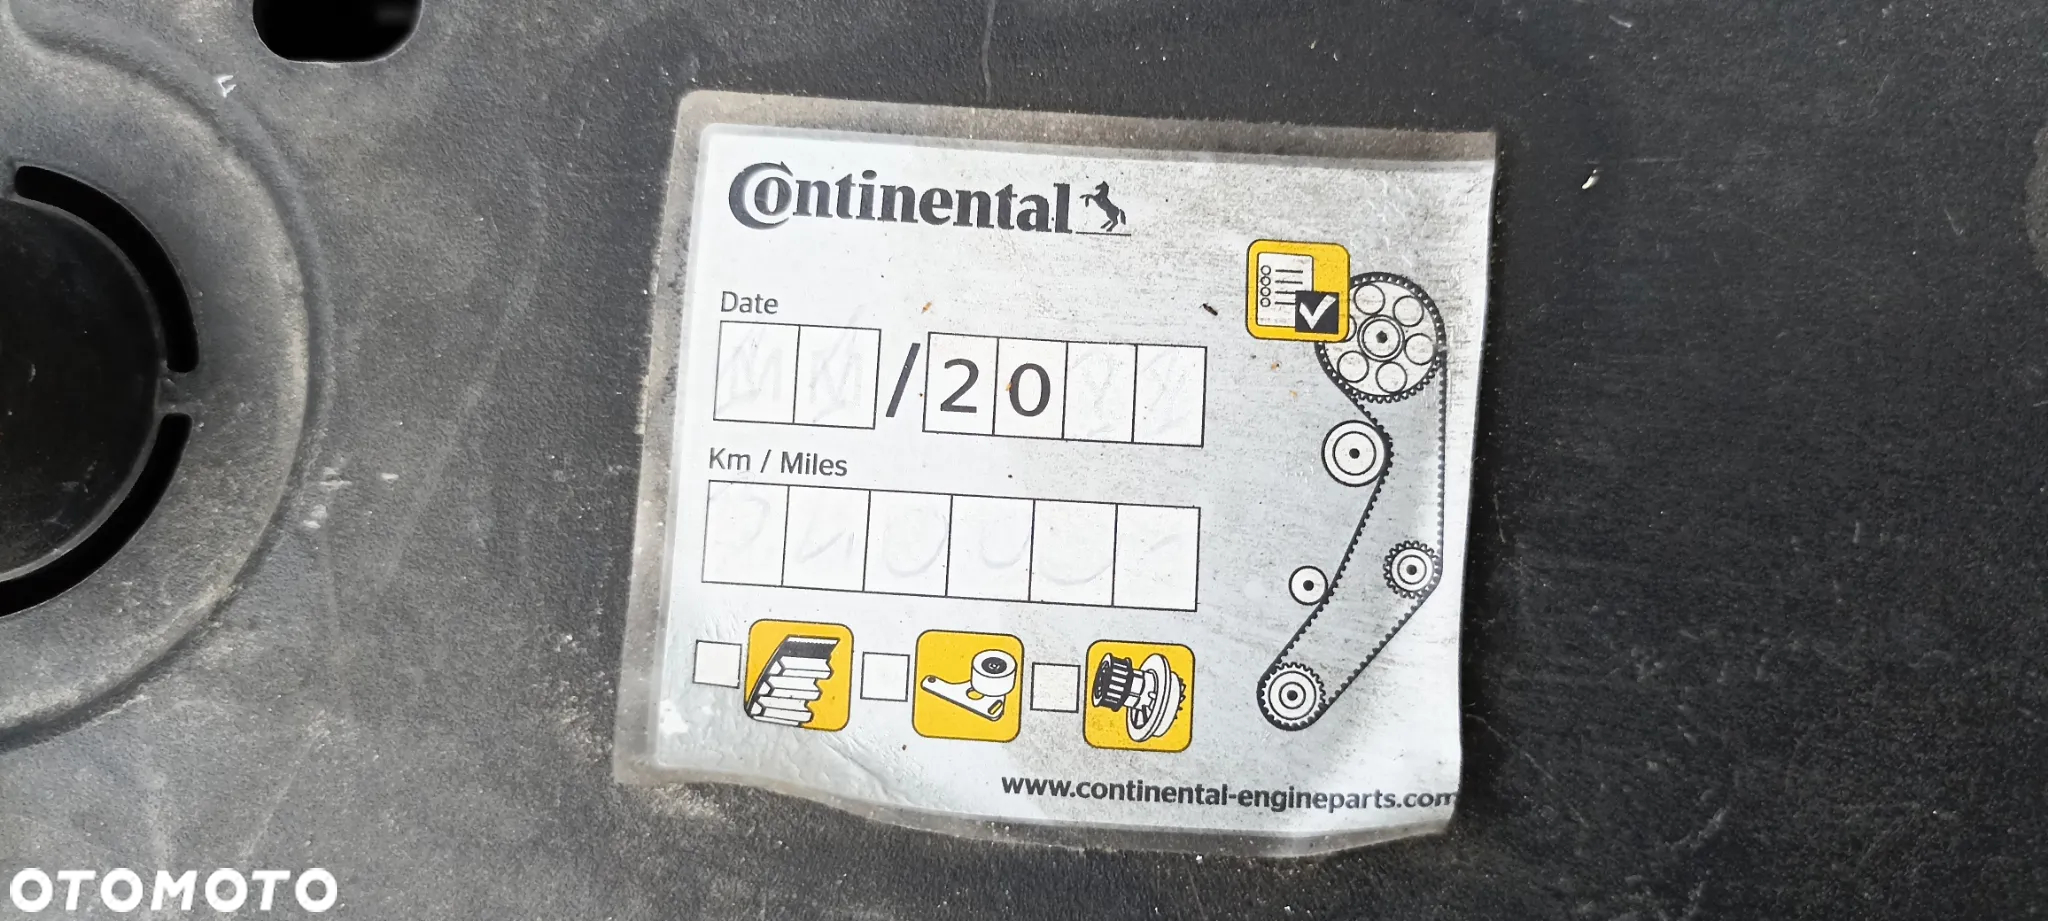 Continental
Date
/20
Km / Miles
www.continental-engineparts.com
OTOMOTO